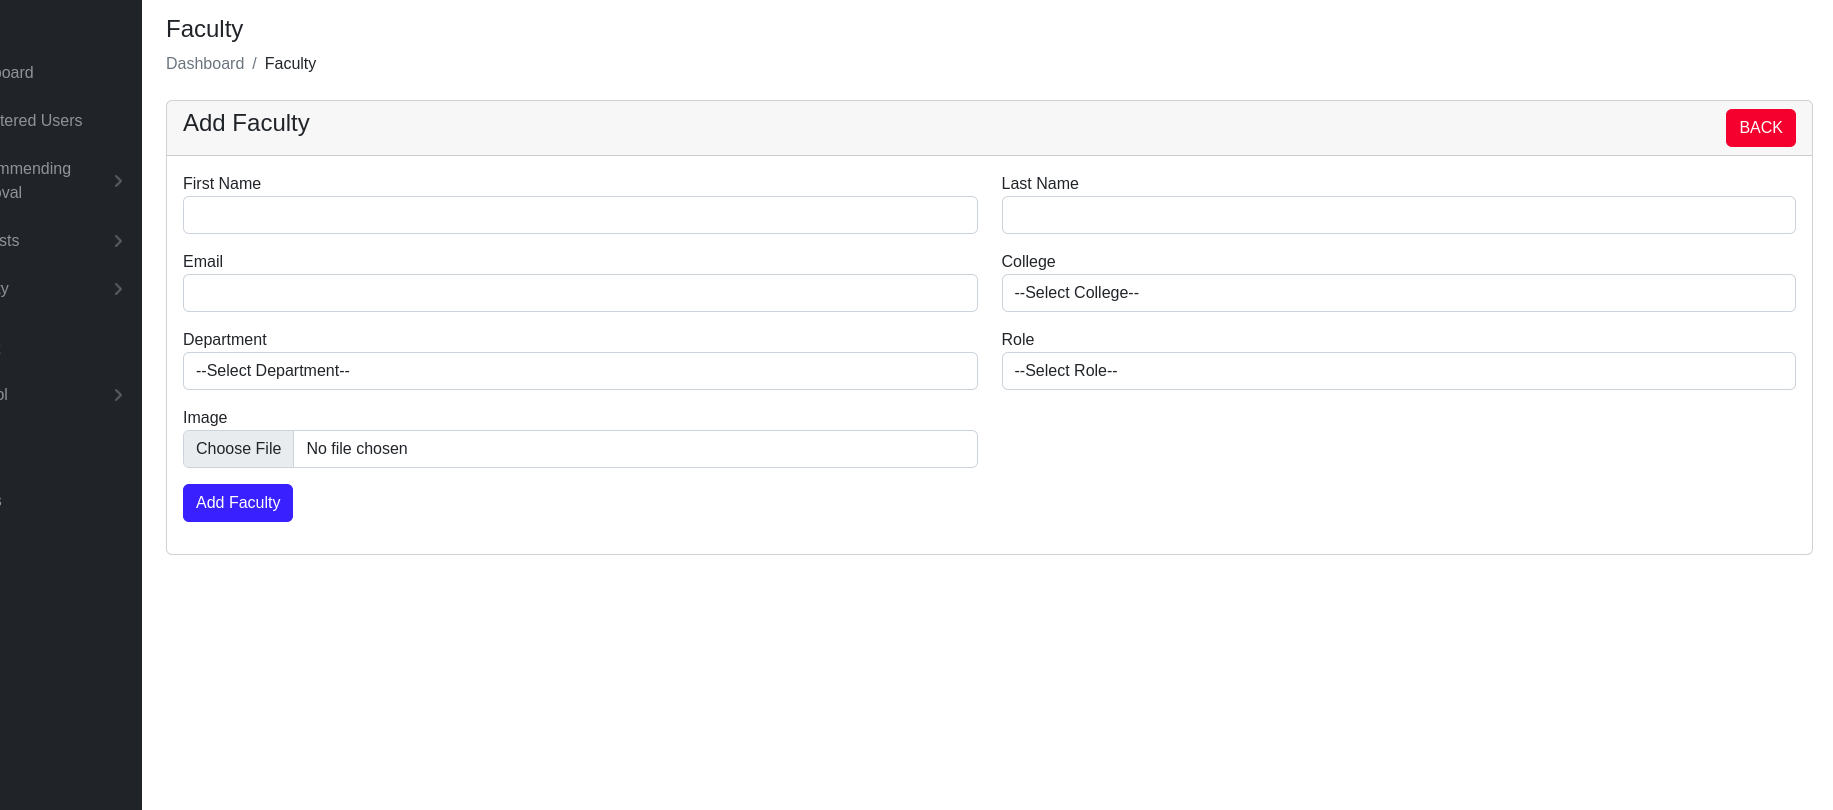 Faculty
Dashboard / Faculty
oard
tered Users
mmending
val
sts
y
ol
Add Faculty
BACK
First Name
Last Name
Email
College
--Select College--
Department
--Select Department--
Role
--Select Role--
Image
Choose File
No file chosen
Add Faculty